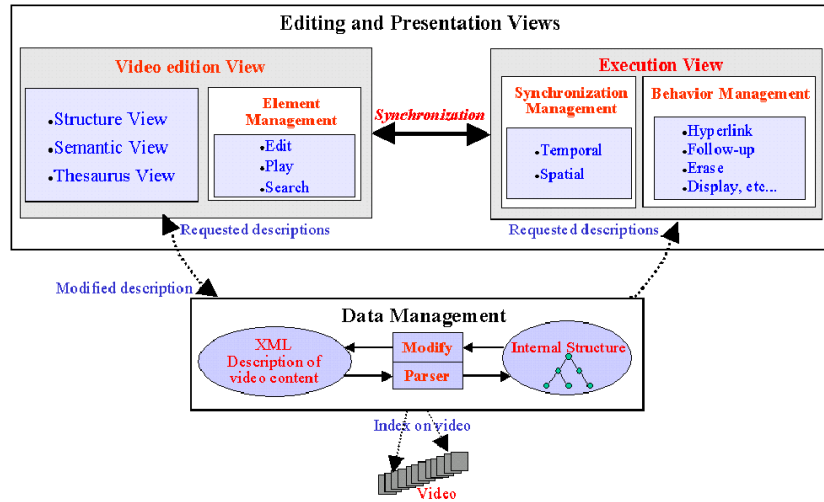 Editing and Presentation Views
Video edition View
•Structure View
•Semantic View
•Thesaurus View
Element
Management
•Edit
•Play
•Search
Synchronization
Execution View
Synchronization
Management
•Temporal
•Spatial
Behavior Management
•Hyperlink
•Follow-up
•Erase
•Display, etc...
Requested descriptions
Requested descriptions
Modified description
Data Management
XML
Description of
video content
Modify
Parser
Internal Structure
Index on video
Video